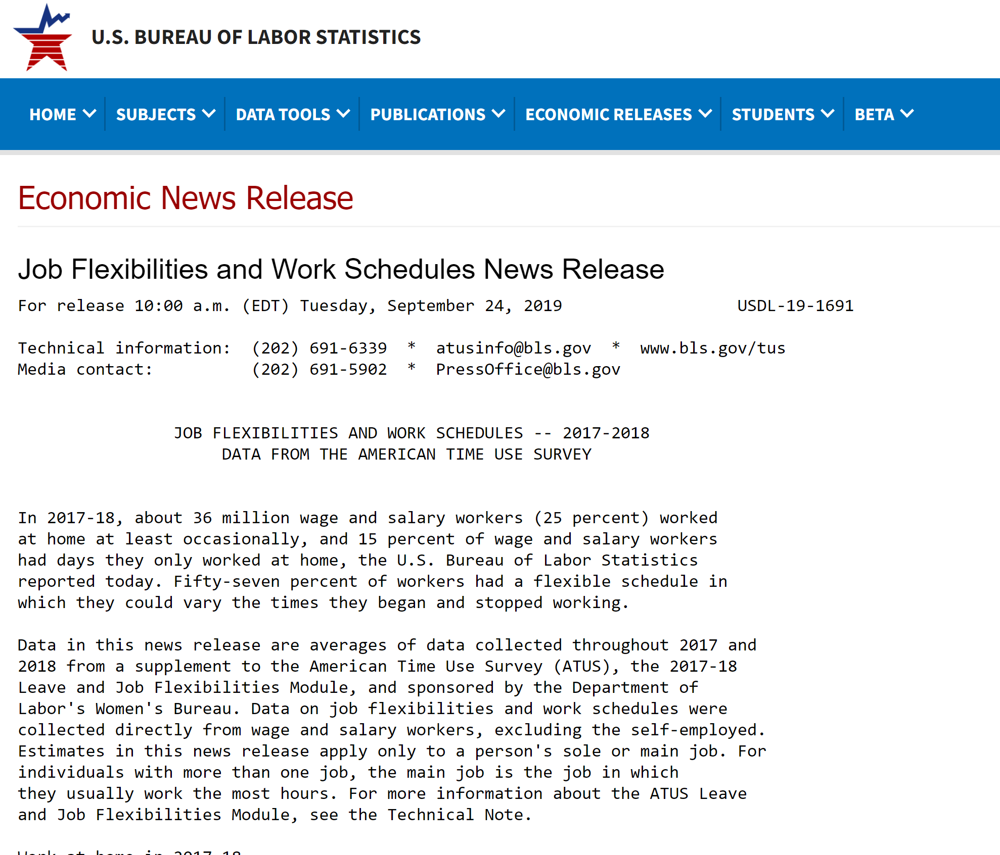 U.S. BUREAU OF LABOR STATISTICS
HOME SUBJECTS DATA TOOLS PUBLICATIONS ECONOMIC RELEASES STUDENTS BETA
Economic News Release
Job Flexibilities and Work Schedules News Release
For release 10:00 a.m. (EDT) Tuesday, September 24, 2019 USDL-19-1691
Technical information: (202) 691-6339 * atusinfo@bls.gov * www.bls.gov/tus
Media contact: (202) 691-5902 * PressOffice@bls.gov
JOB FLEXIBILITIES AND WORK SCHEDULES -- 2017-2018
DATA FROM THE AMERICAN TIME USE SURVEY
In 2017-18, about 36 million wage and salary workers (25 percent) worked
at home at least occasionally, and 15 percent of wage and salary workers
had days they only worked at home, the U.S. Bureau of Labor Statistics
reported today. Fifty-seven percent of workers had a flexible schedule in
which they could vary the times they began and stopped working.
Data in this news release are averages of data collected throughout 2017 and
2018 from a supplement to the American Time Use Survey (ATUS), the 2017-18
Leave and Job Flexibilities Module, and sponsored by the Department of
Labor's Women's Bureau. Data on job flexibilities and work schedules were
collected directly from wage and salary workers, excluding the self-employed.
Estimates in this news release apply only to a person's sole or main job. For
individuals with more than one job, the main job is the job in which
they usually work the most hours. For more information about the ATUS Leave
and Job Flexibilities Module, see the Technical Note.
Work at home in 2017-18